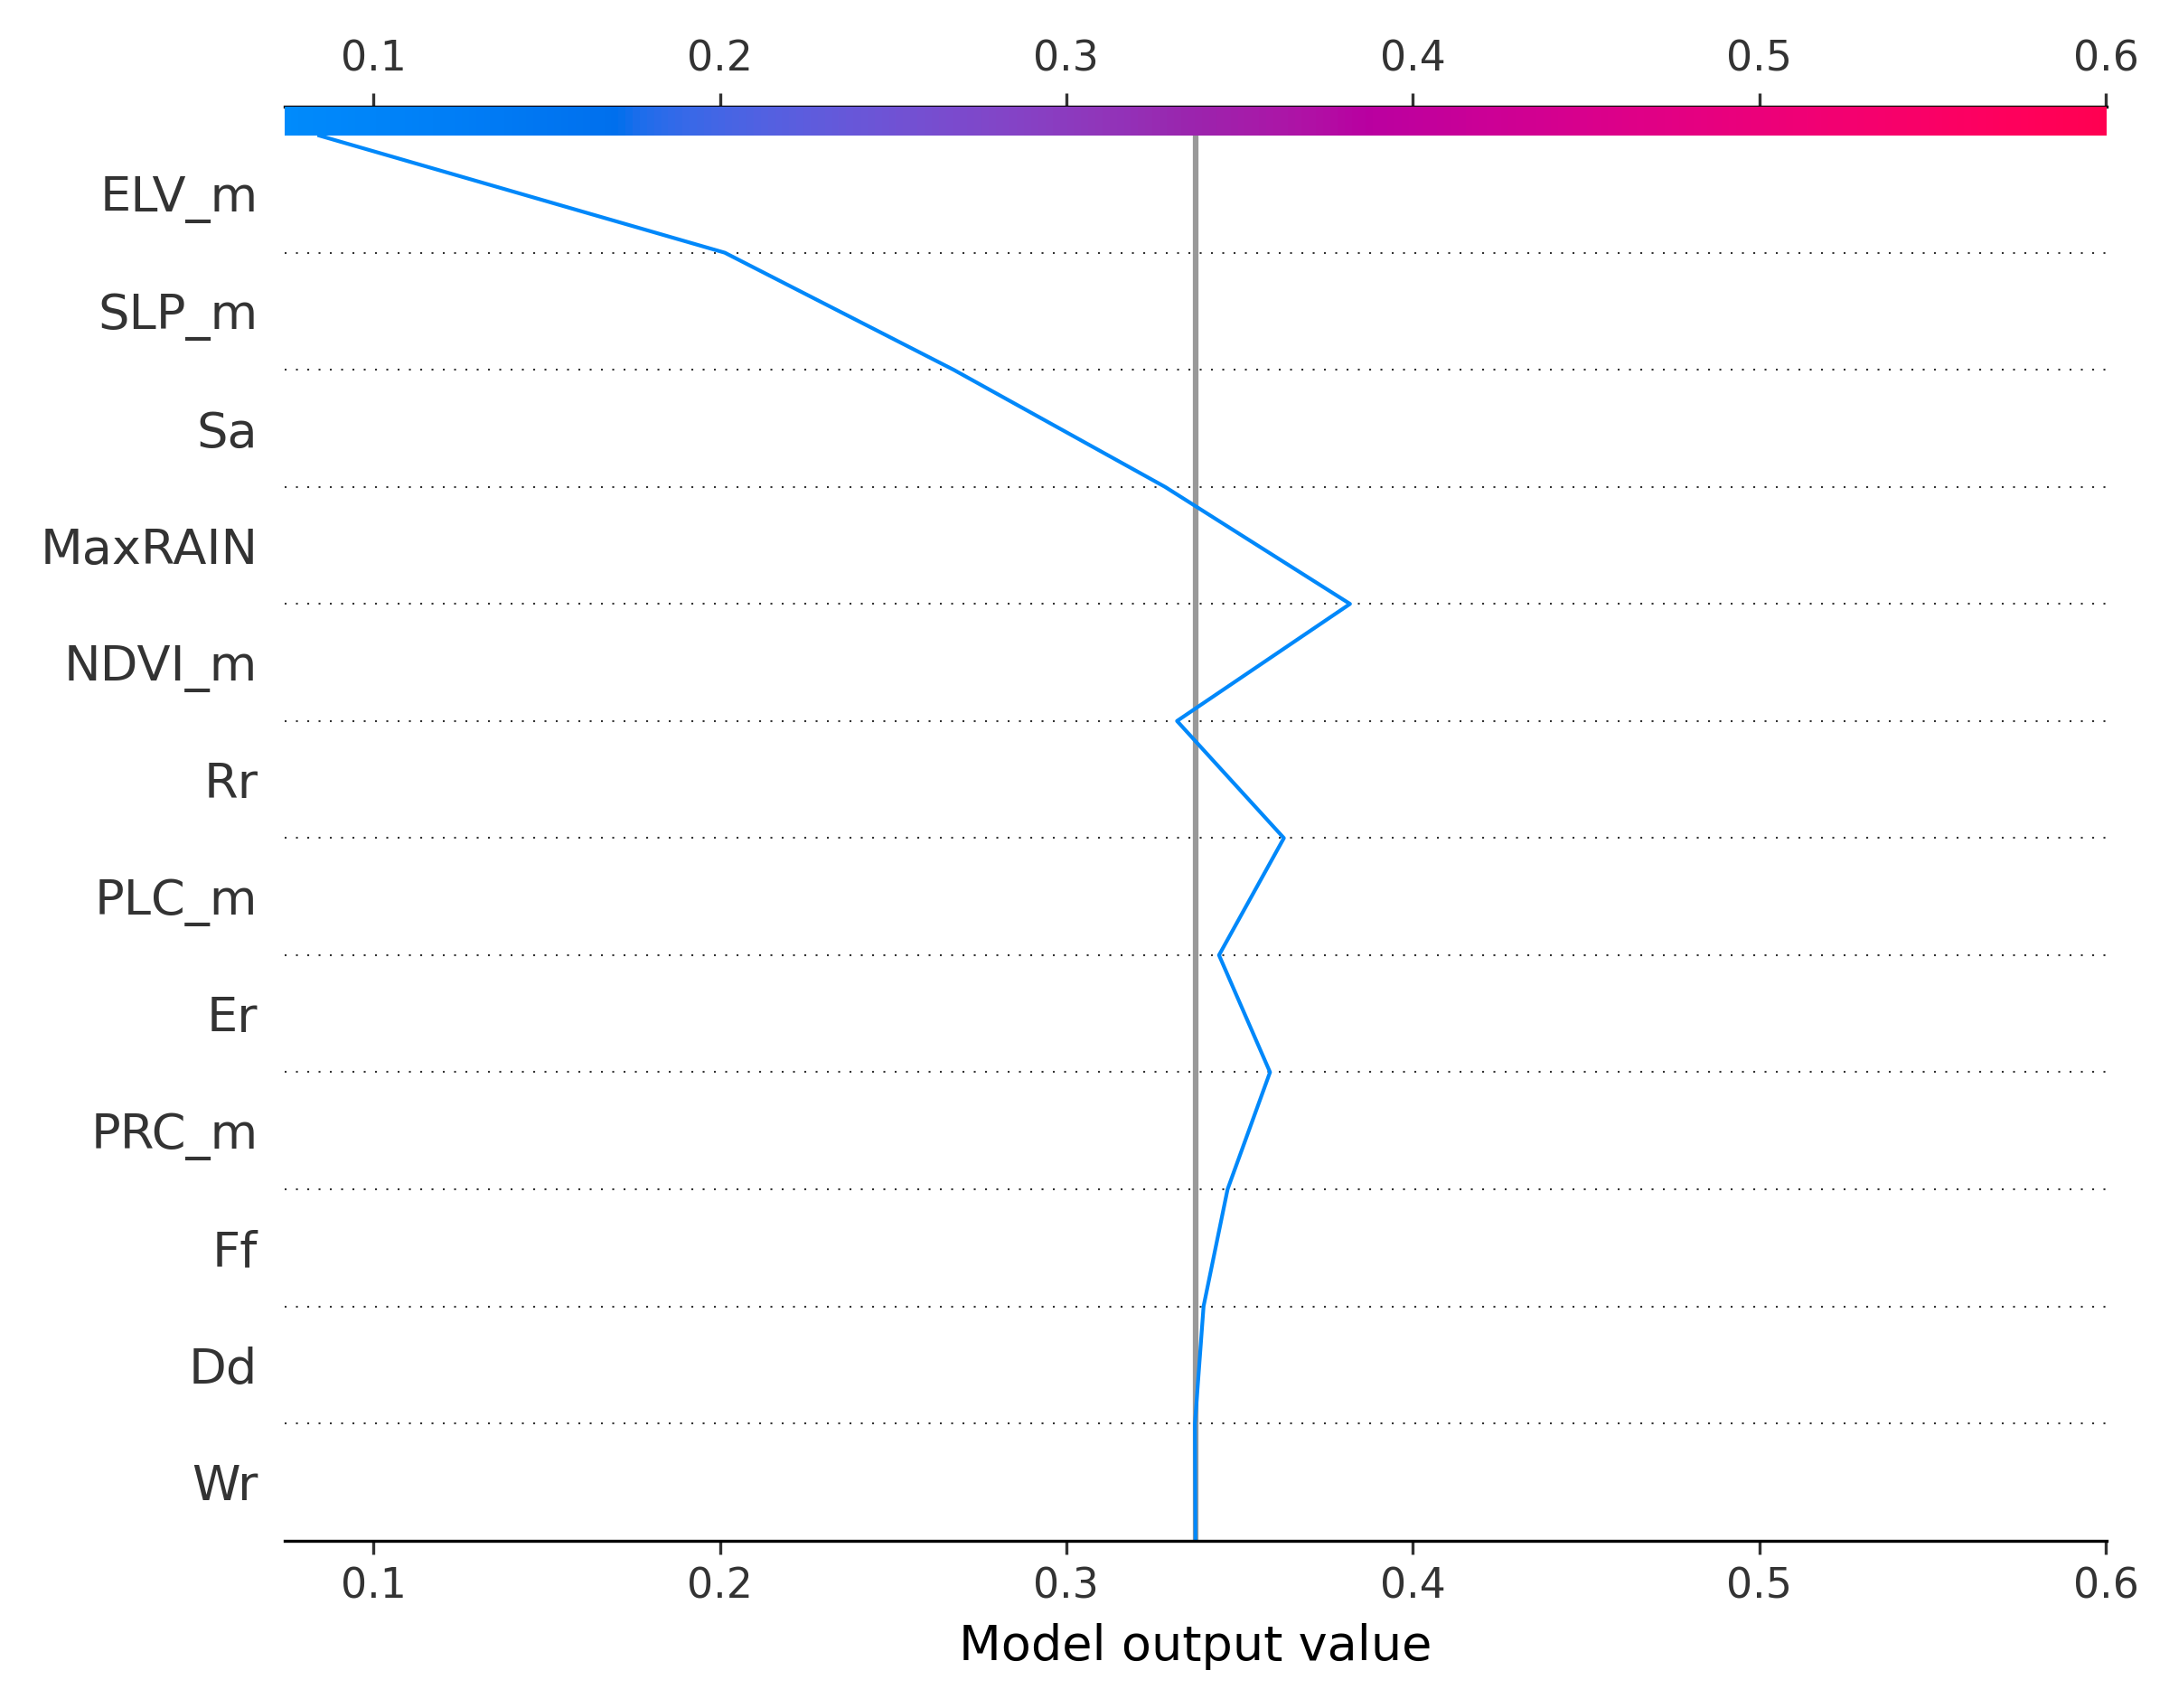 0.1 0.2 0.3 0.4 0.5 0.6
ELV_m
SLP_m
Sa
MaxRAIN
NDVI_m
Rr
PLC_m
Er
PRC_m
Ff
Dd
Wr
0.1 0.2 0.3 0.4 0.5 0.6
Model output value